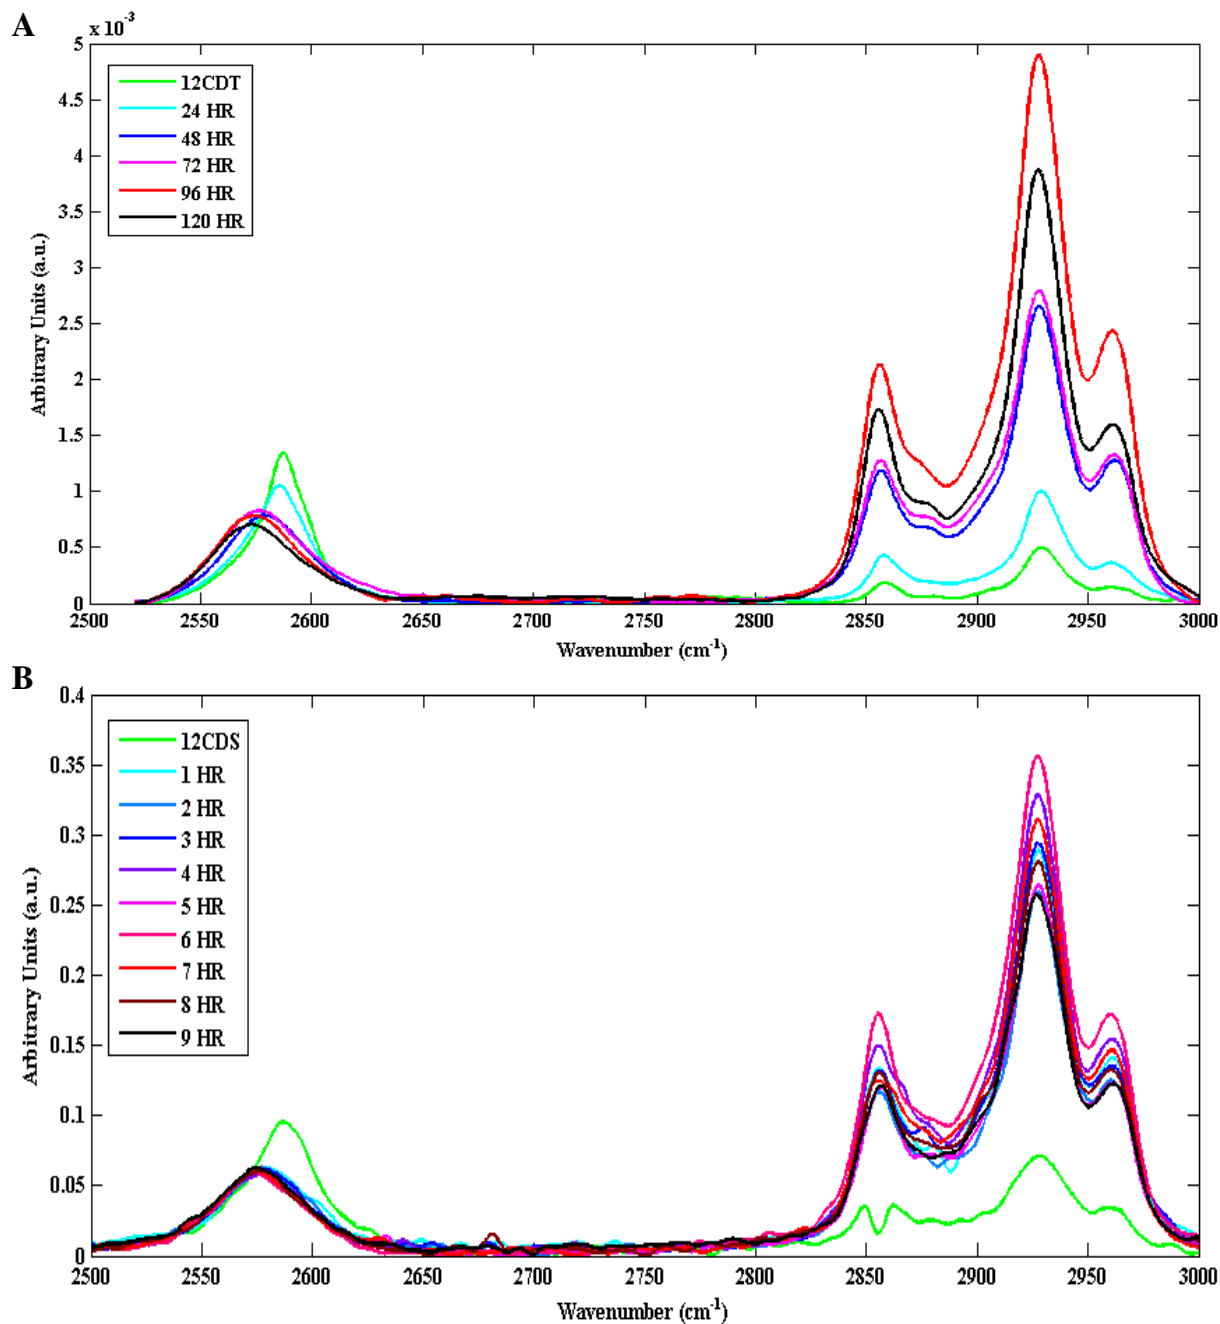 A
x 10⁻³
5
4.5
4
3.5
3
2.5
2
1.5
1
0.5
0
Arbitrary Units (a.u.)
12CDT
24 HR
48 HR
72 HR
96 HR
120 HR
2500 2550 2600 2650 2700 2750 2800 2850 2900 2950 3000
Wavenumber (cm⁻¹)
B
0.4
0.35
0.3
0.25
0.2
0.15
0.1
0.05
0
Arbitrary Units (a.u.)
12CDS
1 HR
2 HR
3 HR
4 HR
5 HR
6 HR
7 HR
8 HR
9 HR
2500 2550 2600 2650 2700 2750 2800 2850 2900 2950 3000
Wavenumber (cm⁻¹)